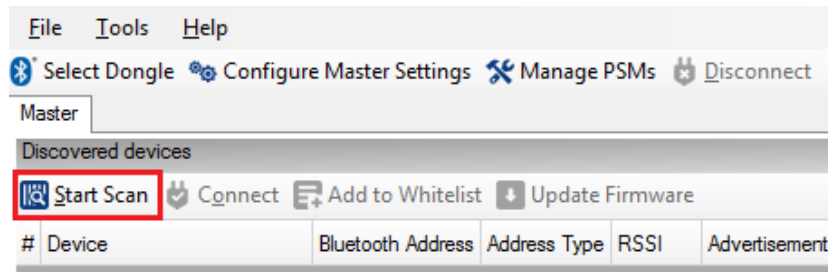 File Tools Help
Select Dongle Configure Master Settings Manage PSMs Disconnect
Master
Discovered devices
Start Scan Connect Add to Whitelist Update Firmware
# Device Bluetooth Address Address Type RSSI Advertisement